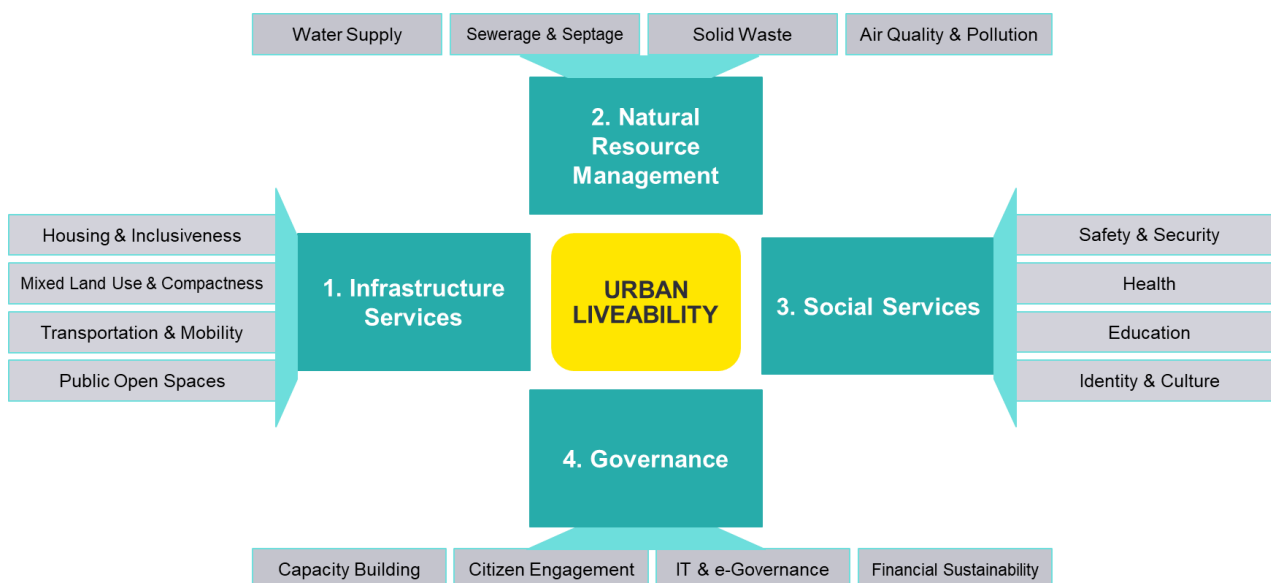 Water Supply
Sewerage & Septage
Solid Waste
Air Quality & Pollution
2. Natural
Resource
Management
Housing & Inclusiveness
Mixed Land Use & Compactness
Transportation & Mobility
Public Open Spaces
1. Infrastructure
Services
URBAN
LIVEABILITY
3. Social Services
Safety & Security
Health
Education
Identity & Culture
4. Governance
Capacity Building
Citizen Engagement
IT & e-Governance
Financial Sustainability